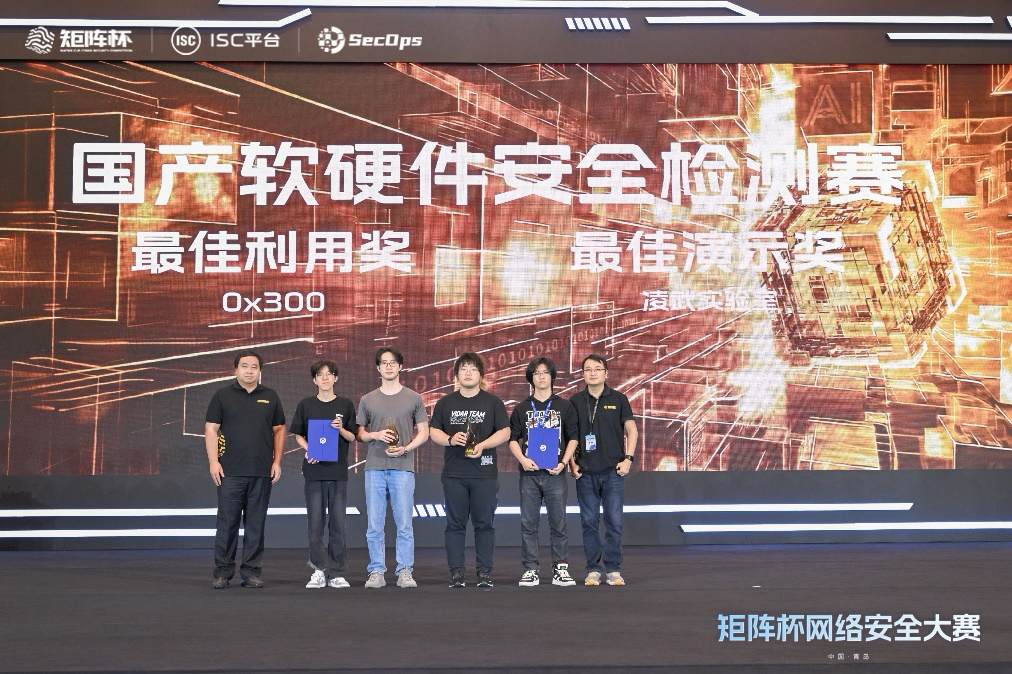 矩阵杯 ISC ISC平台 SecOps
AI
国产软硬件安全检测赛
最佳利用奖 最佳演示奖
0x300 凌武实验室
VIDAR TEAM
矩阵杯网络安全大赛
中国·青岛